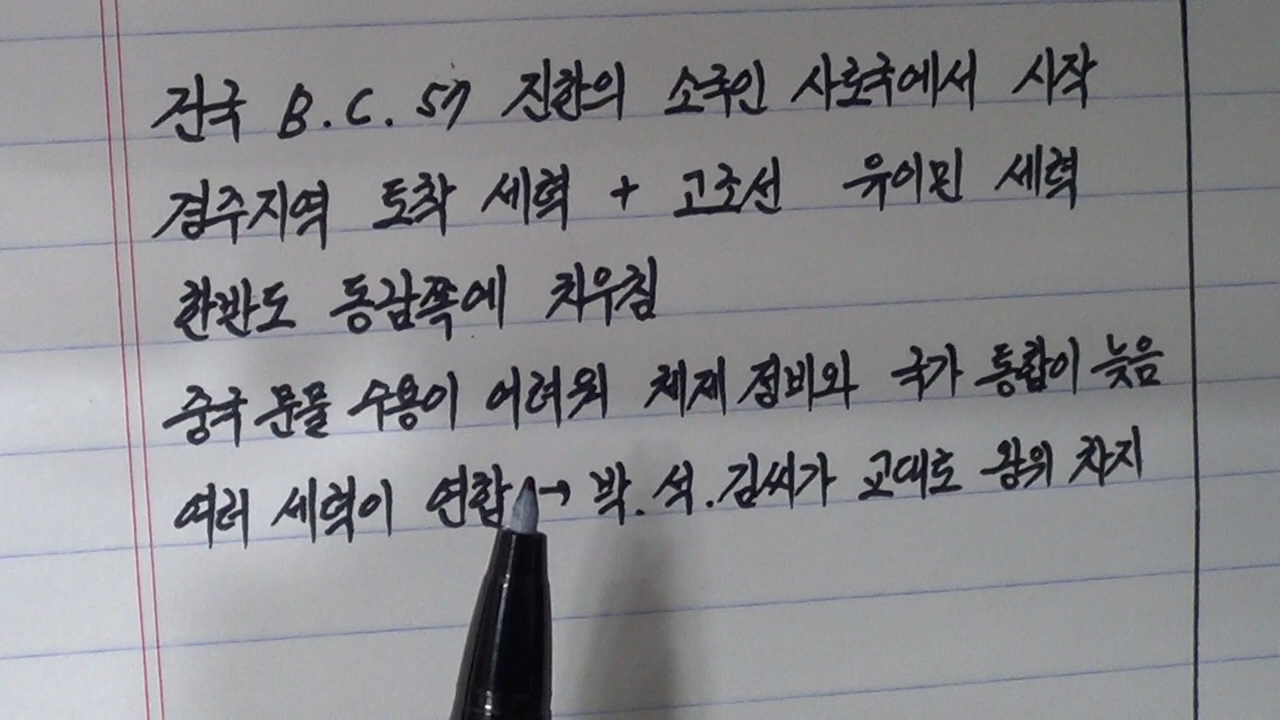 건국 B.C. 57 진한의 소국인 사로국에서 시작
경주지역 토착 세력 + 고조선 유이민 세력
한반도 동남쪽에 치우침
중국 문물 수용이 어려워 체제 정비와 국가 통합이 늦음
여러 세력이 연합 → 박.석.김씨가 교대로 왕위 차지